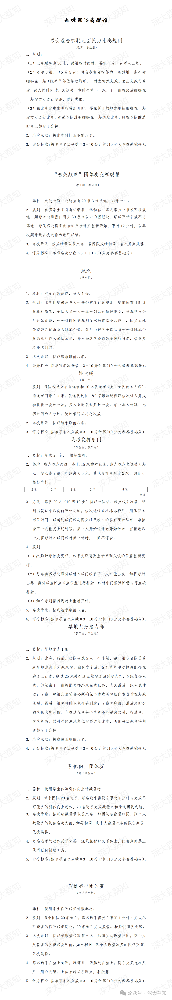 趣味团体赛规程
男女混合绑腿迎面接力比赛规则
（教工、学生组）
1. 规则：
（1）比赛距离为30米，两组相对而站，要求一男一女两人三足。
（2）每边5组，（5男5女）两名参赛者相邻的一条腿用一条布带
捆绑在一起（踝关节部位靠近均可），站立方式起跑。发出起跑信号
后，两人同时起动，到达另一方时击掌下一组，下一组在线后捆绑在
一起后方可进行起跑，以此类推。
（3）在比赛途中出现布带断开时，要在断开的地方重新捆绑在一起
后方可进行比赛，如果该队没有捆绑在一起继续比赛，则在该队的总
时间上加时1分钟。
2. 名次录取：按比赛时间录取前八名。
3. 评分标准：按单项名次分数×3+10分计算(10分为参赛基础分)。
“击鼓颠球”团体赛竞赛规程
（教工组、学生组）
1. 器材：大鼓一面，鼓边拴有20根3米长绳，排球一个。
2. 规则：参赛学生须身着运动服、运动鞋；每人牵拉一根或两根鼓
绳，颠球时必须握住绳头30厘米以内的握把处；颠球开始后鼓不得
落地，球飞离鼓面须由捡球员捡球后重新开始；限时12分钟，以单
次颠球最多次数作为最终成绩。
3. 名次录取：按成绩录取前八名，若两队成绩相同，名次并列处理。
4. 评分标准：单项名次分数×3 + 10（10分为参赛基础分）
跳绳
（学生组）
1. 器材：电子计数跳绳，每人1条。
2. 规则：本次比赛采用单人一分钟跳绳计数规则。赛前所有计时计
数器材清零，全队人员一人一绳一列站开做好准备，当裁判发令
后开始跳绳，一分钟时间到裁判发出结束指令后停止，队员原地
等待裁判记录每人跳绳个数，最后由该队全部队员一分钟跳绳个
数的总和作为该队成绩，并根据各队成绩数量进行排名，数量多
者排名列前。
3. 名次录取：按成绩录取前八名。
4. 评分标准：按单项名次分数×3+10分计算(10分为参赛基础分)。
跳大绳
（教工组）
1. 规则：每队包括2名摇绳者和10名跳绳者（男、女队员各5名）。
摇绳者间距3-4米，跳绳队员按“8”字形轨迹循环依次进入并成
功跳跃一次计一次，多人同时跳过只计一次，禁止单人连跳。比
赛时间为3分钟，统计最终成功总次数。
2. 名次录取：按成绩录取前八名。
3. 评分标准：按单项名次分数×3+10分计算(10分为参赛基础分)。
足球绕杆射门
（学生组、教工组）
1. 器材：足球20个，5根标志杆。
2. 场地：在点球点处画一条长15米的垂直线，距点球点之远端为起
点，起点线至第一杆距离为5米，其他各杆间距为2米，共设6
根标志杆。
2米 2米 2米 2米 5米
起点
3. 方法：每队20人（10男10女）排成一队站在起点线后准备，听
到出发口令后向前开始运球，依次绕过6根标志杆后，用脚背各
部位射门，球越过球门线与两立柱及横木的垂直面时结束，紧接
着下一人重复上述过程。第一人开始运球时开始计时，直至最后
一人将球射入球门线时停止计时，中间不停表。
4. 规则：
（1）必须带球依次绕杆，如果失误需要重新回到失误的位置重新绕
杆。
（2）每名参赛者必须将球射入球门线后下一人才能出发，如将球射
出界，需将球捡回点球点位置进行补射，如射中门框弹回场内可直接
补射。
（3）如手球则需回到起点重新开始。
5. 名次录取：按成绩录取前八名。
6. 评分标准：按单项名次分数×3+10分计算(10分为参赛基础分)。
旱地龙舟接力赛
（教工组、学生组）
1. 器材：旱地龙舟1条。
2. 规则：比赛开始前，全队分成5人一个小组，第一组5名队员骑
着旱地龙舟于起跑线后。裁判发令后，5名队员通过协调配合在
跑道上行进，绕过25米处折返点然后返回到起点处，该组任务完
成，继续由下一组按照同样路线完成任务，直到最后一组完成冲
过计时线。每组出发前都必须确保全体成员包括比赛器材在起跑
线后，最后一组冲刺时以龙舟头到达计时线算完成。最后用时少
的队伍名次列前。竞赛过程中每个队员不能脱离器材，行进中，
有队员离开器材必须原地复位后再继续比赛，否则每次裁判将判
罚加时1分钟。
3. 名次录取：按成绩录取前八名。
4. 计分标准：按单项名次分数×3+10分计算(10分为参赛基础分)。
引体向上团体赛
（男子学生组）
1. 器材：使用学生体测引体向上计数器材。
2. 规则：每个团队20名选手，每名选手需要在限定1分钟内完成尽
可能多的引体向上动作，20名选手完成数量之和为该团队成绩。
3. 名次录取：按成绩数量录取前八名，如团队总数量相同，则个人
数量多的队伍名次列前，如再相同，则个人数量次多的队伍列前，
依次类推。
4. 每名选手的动作必须完整、规范且臂部必须伸直，比赛期间禁止
使用任何辅助工具。
5. 计分标准：按单项名次分数×3+10分计算(10分为参赛基础分)。
仰卧起坐团体赛
（女子学生组）
1. 器材：使用学生仰卧起坐计数器材。
2. 规则：每个团队20名选手，每名选手需要在限定1分钟内完成尽
可能多的仰卧起坐动作，20名选手完成数量之和为该团队成绩。
3. 名次录取：按成绩数量录取前八名，如团队总数量相同，则个人
数量多的队伍名次列前，如再相同，则个人数量次多的队伍列前，
依次类推。
4. 每名选手在垫上仰卧，腿弯曲，两脚放在垫上，两手交叉抱在头
后，用力收腹，上体抬起成屈腿坐，肘触膝。
5. 计分标准：按单项名次分数×3+10分计算(10分为参赛基础分)。
公众号·深大荔知